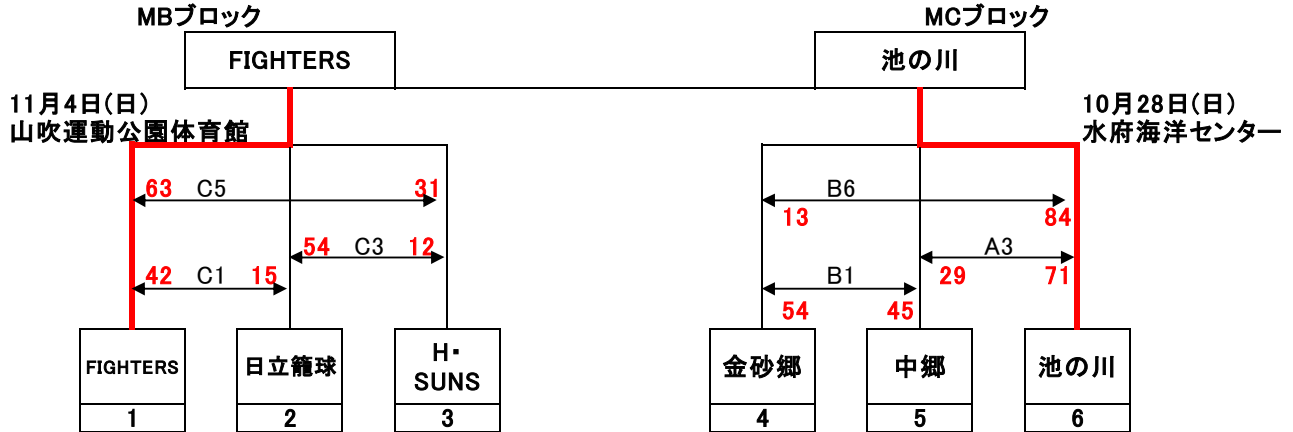 MBブロック
MCブロック
FIGHTERS
池の川
11月4日(日)
山吹運動公園体育館
10月28日(日)
水府海洋センター
63 C5 31
B6
13 84
54 C3 12
A3
29 71
42 C1 15
B1
54 45
FIGHTERS
日立籠球
H・
SUNS
金砂郷
中郷
池の川
1
2
3
4
5
6